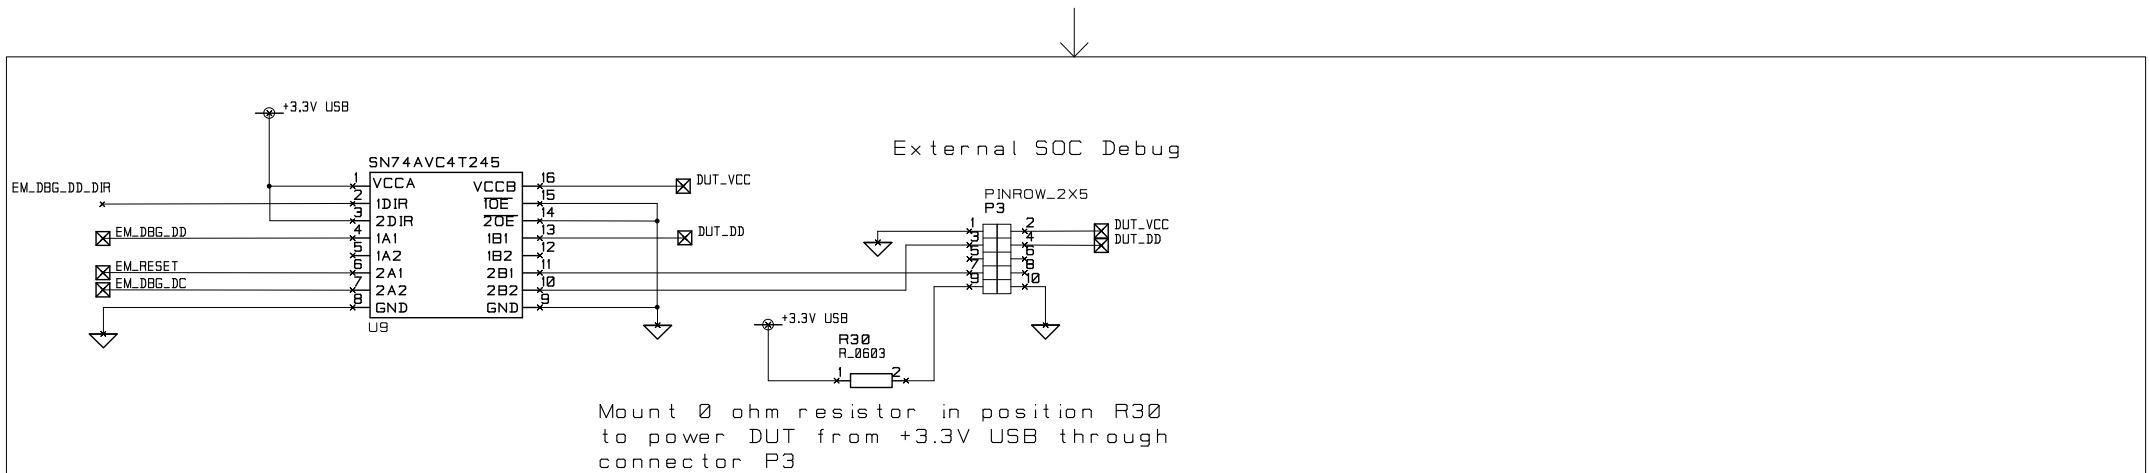 +3.3V USB
External SOC Debug
SN74AVC4T245
EM_DBG_DD_DIR
1 VCCA VCCB 16 DUT_VCC
2 1DIR 1OE 15
3 2DIR 2OE 14
EM_DBG_DD 4 1A1 1B1 13 DUT_DD
5 1A2 1B2 12
EM_RESET 6 2A1 2B1 11
EM_DBG_DC 7 2A2 2B2 10
8 GND GND 9
U9
PINROW_2X5
P3
1 2 DUT_VCC
3 4 DUT_DD
5 6
7 8
9 10
+3.3V USB
R30
R_0603
1 2
Mount 0 ohm resistor in position R30
to power DUT from +3.3V USB through
connector P3